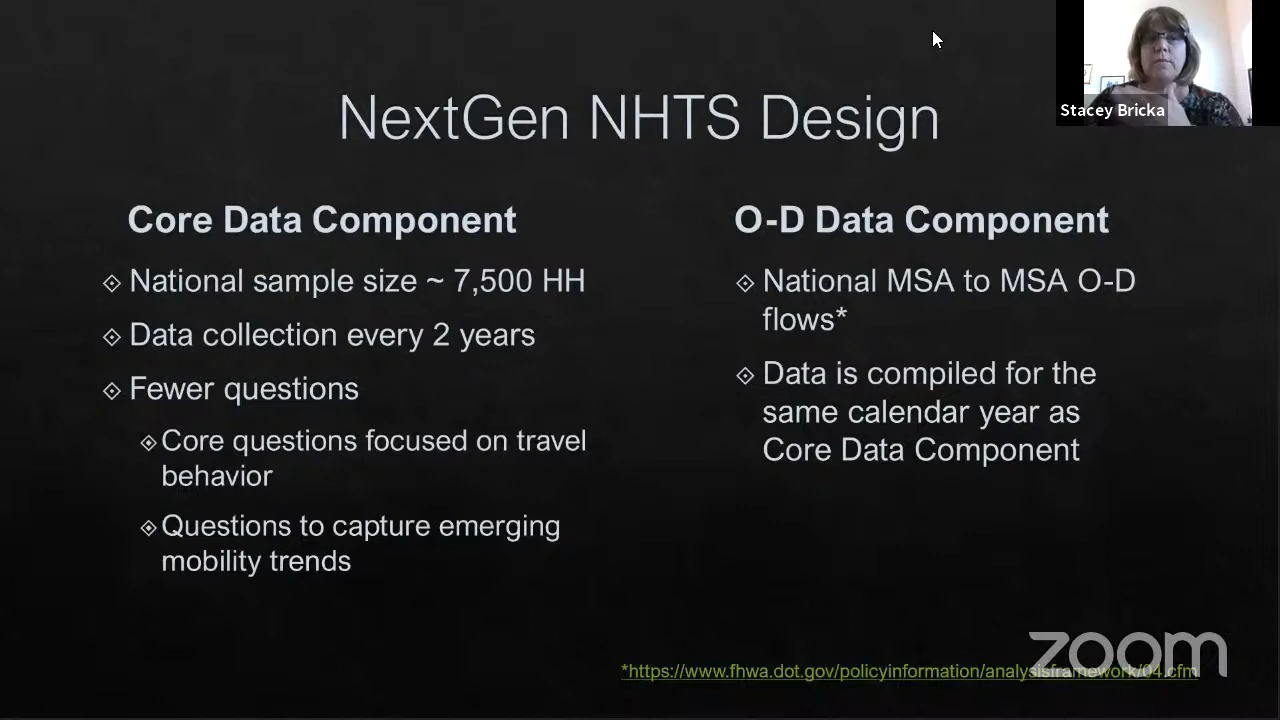 Stacey Bricka
NextGen NHTS Design
Core Data Component
National sample size ~ 7,500 HH
Data collection every 2 years
Fewer questions
Core questions focused on travel
behavior
Questions to capture emerging
mobility trends
O-D Data Component
National MSA to MSA O-D
flows*
Data is compiled for the
same calendar year as
Core Data Component
zoom
*https://www.fhwa.dot.gov/policyinformation/analysisframework/04.cfm